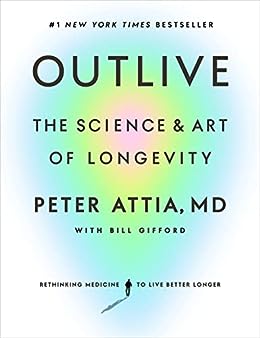 #1 NEW YORK TIMES BESTSELLER
OUTLIVE
THE SCIENCE & ART
OF LONGEVITY
PETER ATTIA, MD
WITH BILL GIFFORD
RETHINKING MEDICINE TO LIVE BETTER LONGER